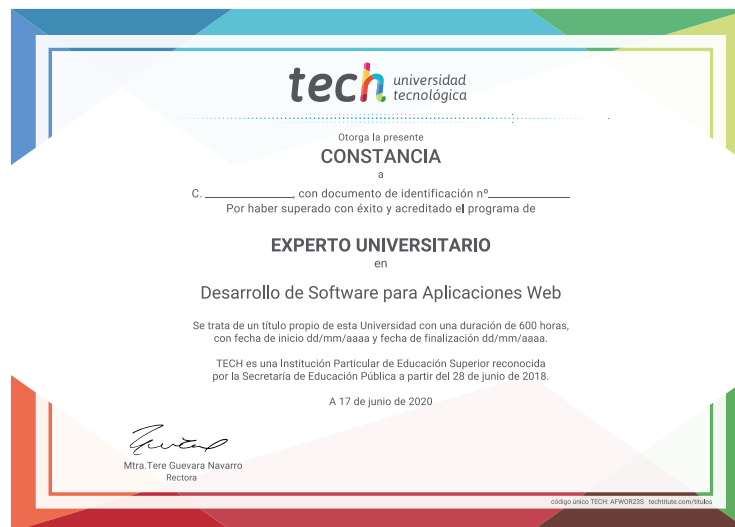 tech universidad
tecnológica
Otorga la presente
CONSTANCIA
a
C. ______________, con documento de identificación nº______________
Por haber superado con éxito y acreditado el programa de
EXPERTO UNIVERSITARIO
en
Desarrollo de Software para Aplicaciones Web
Se trata de un título propio de esta Universidad con una duración de 600 horas,
con fecha de inicio dd/mm/aaaa y fecha de finalización dd/mm/aaaa.
TECH es una Institución Particular de Educación Superior reconocida
por la Secretaría de Educación Pública a partir del 28 de junio de 2018.
A 17 de junio de 2020
Mtra.Tere Guevara Navarro
Rectora
código único TECH: AFWOR23S techtitute.com/titulos